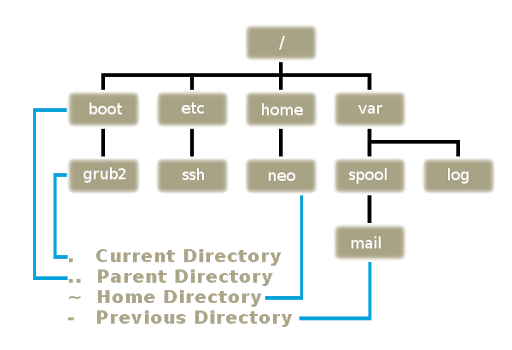 /
boot etc home var
grub2 ssh neo spool log
mail
. Current Directory
.. Parent Directory
~ Home Directory
- Previous Directory